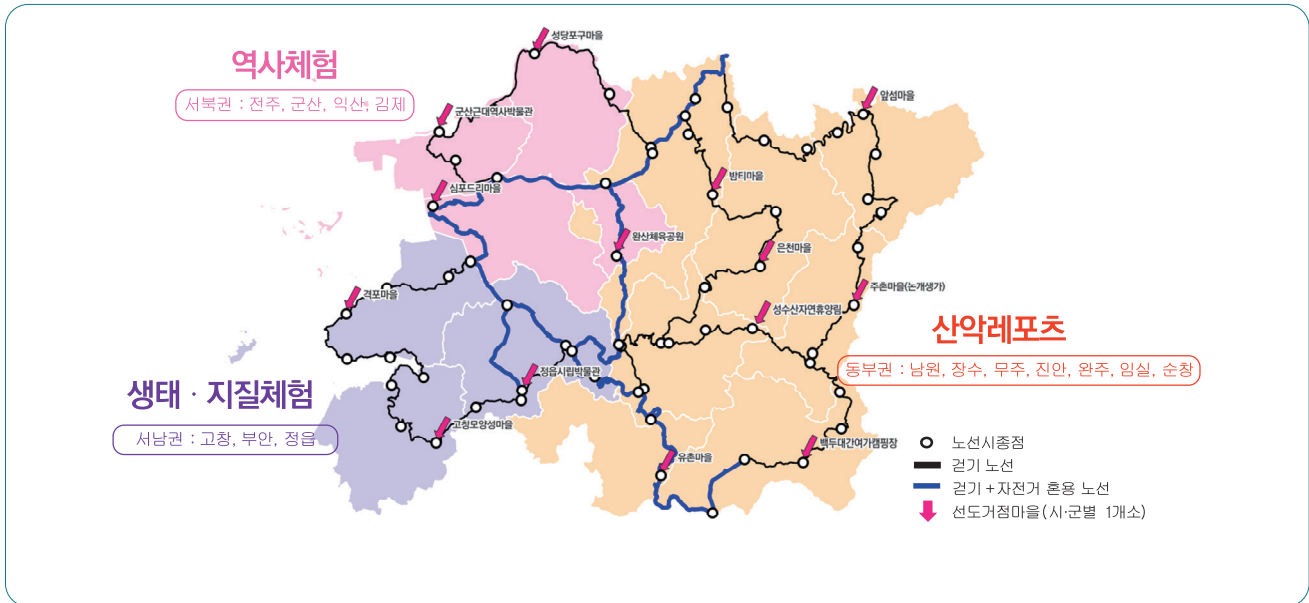 성당포구마을
역사체험
서북권 : 전주, 군산, 익산, 김제
군산근대역사박물관
앞섬마을
심포드리마을
반티마을
완산체육공원
은천마을
격포마을
주촌마을(논개생가)
성수산자연휴양림
산악레포츠
동부권 : 남원, 장수, 무주, 진안, 완주, 임실, 순창
정읍시립박물관
생태 · 지질체험
서남권 : 고창, 부안, 정읍
고창모양성마을
유촌마을
백두대간여가캠핑장
노선시종점
걷기 노선
걷기 + 자전거 혼용 노선
선도거점마을(시·군별 1개소)